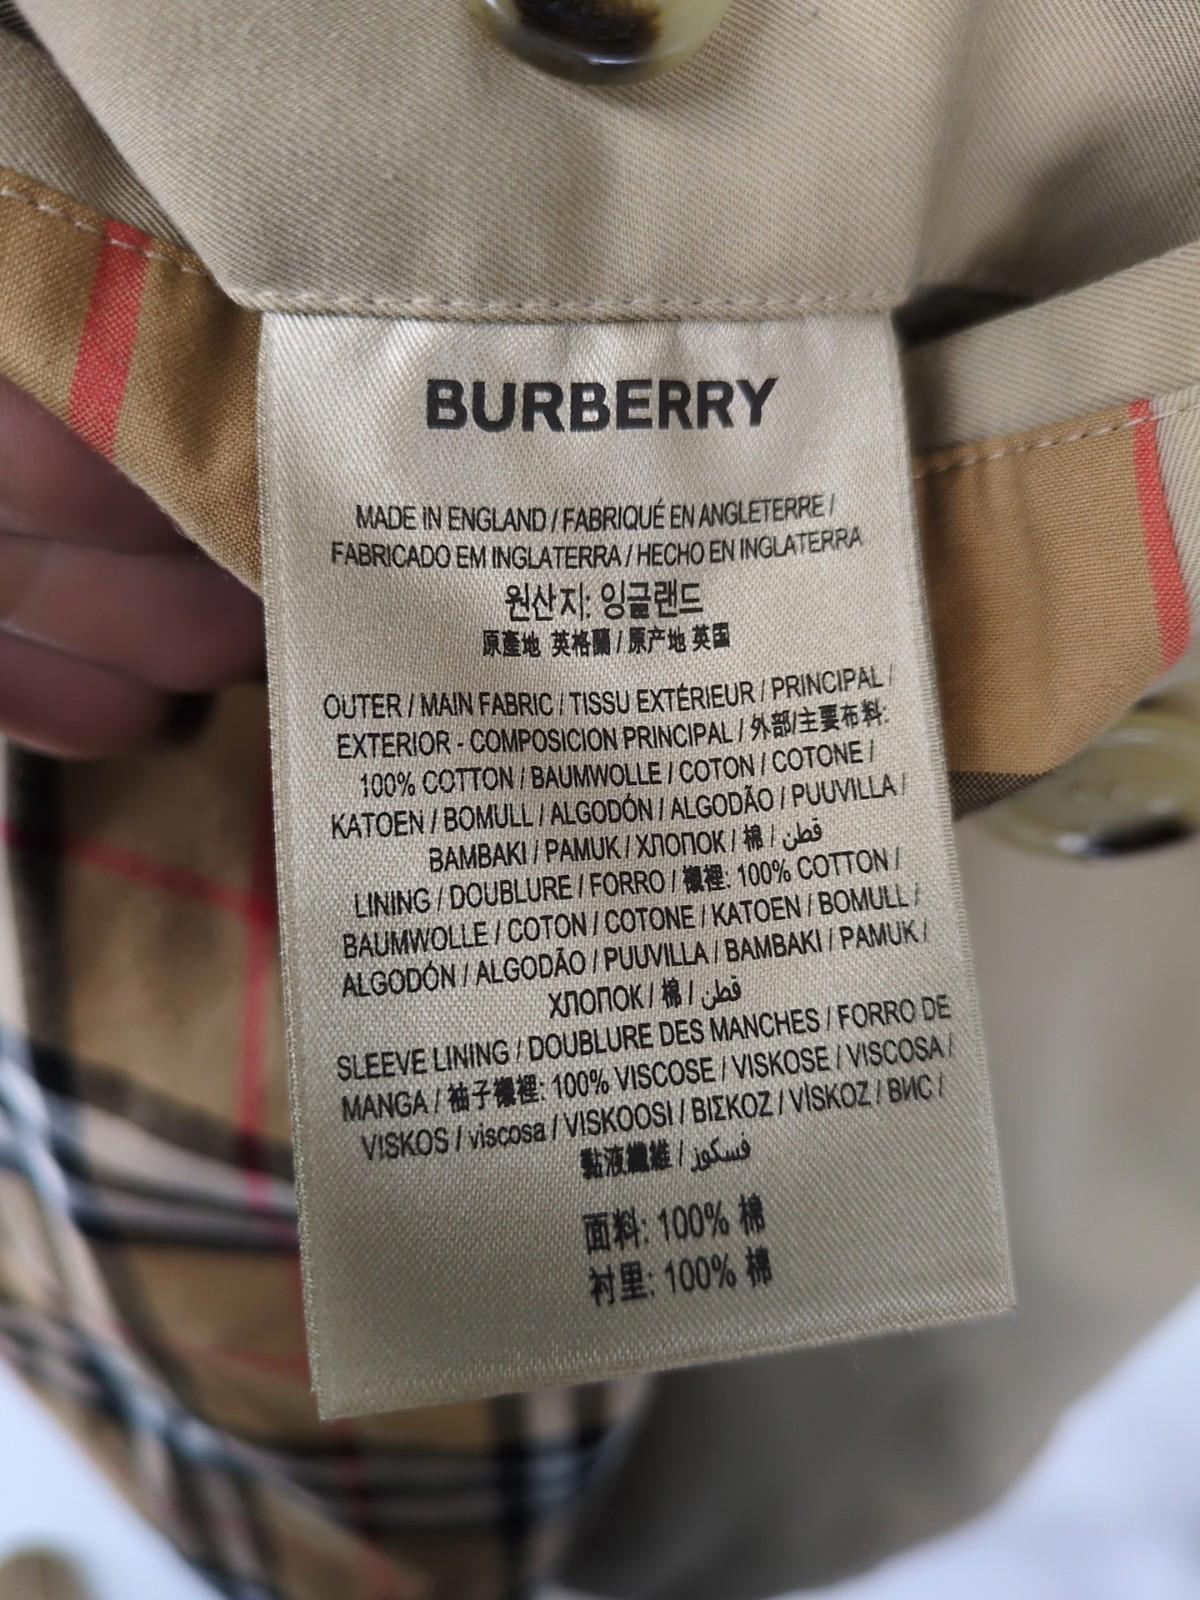 BURBERRY
MADE IN ENGLAND / FABRIQUÉ EN ANGLETERRE /
FABRICADO EM INGLATERRA / HECHO EN INGLATERRA
원산지: 잉글랜드
原產地 英格蘭 / 原产地 英国
OUTER / MAIN FABRIC / TISSU EXTÉRIEUR / PRINCIPAL /
EXTERIOR - COMPOSICION PRINCIPAL / 外部/主要布料:
100% COTTON / BAUMWOLLE / COTON / COTONE /
KATOEN / BOMULL / ALGODÓN / ALGODÃO / PUUVILLA /
BAMBAKI / PAMUK / ХЛОПОК / 棉 / قطن
LINING / DOUBLURE / FORRO / 襯裡: 100% COTTON /
BAUMWOLLE / COTON / COTONE / KATOEN / BOMULL /
ALGODÓN / ALGODÃO / PUUVILLA / BAMBAKI / PAMUK /
ХЛОПОК / 棉 / قطن
SLEEVE LINING / DOUBLURE DES MANCHES / FORRO DE
MANGA / 袖子襯裡: 100% VISCOSE / VISKOSE / VISCOSA /
VISKOS / viscosa / VISKOOSI / ΒΙΣΚΟΖ / VİSKOZ / ВИС /
黏液纖維 / فسكوز
面料: 100% 棉
衬里: 100% 棉